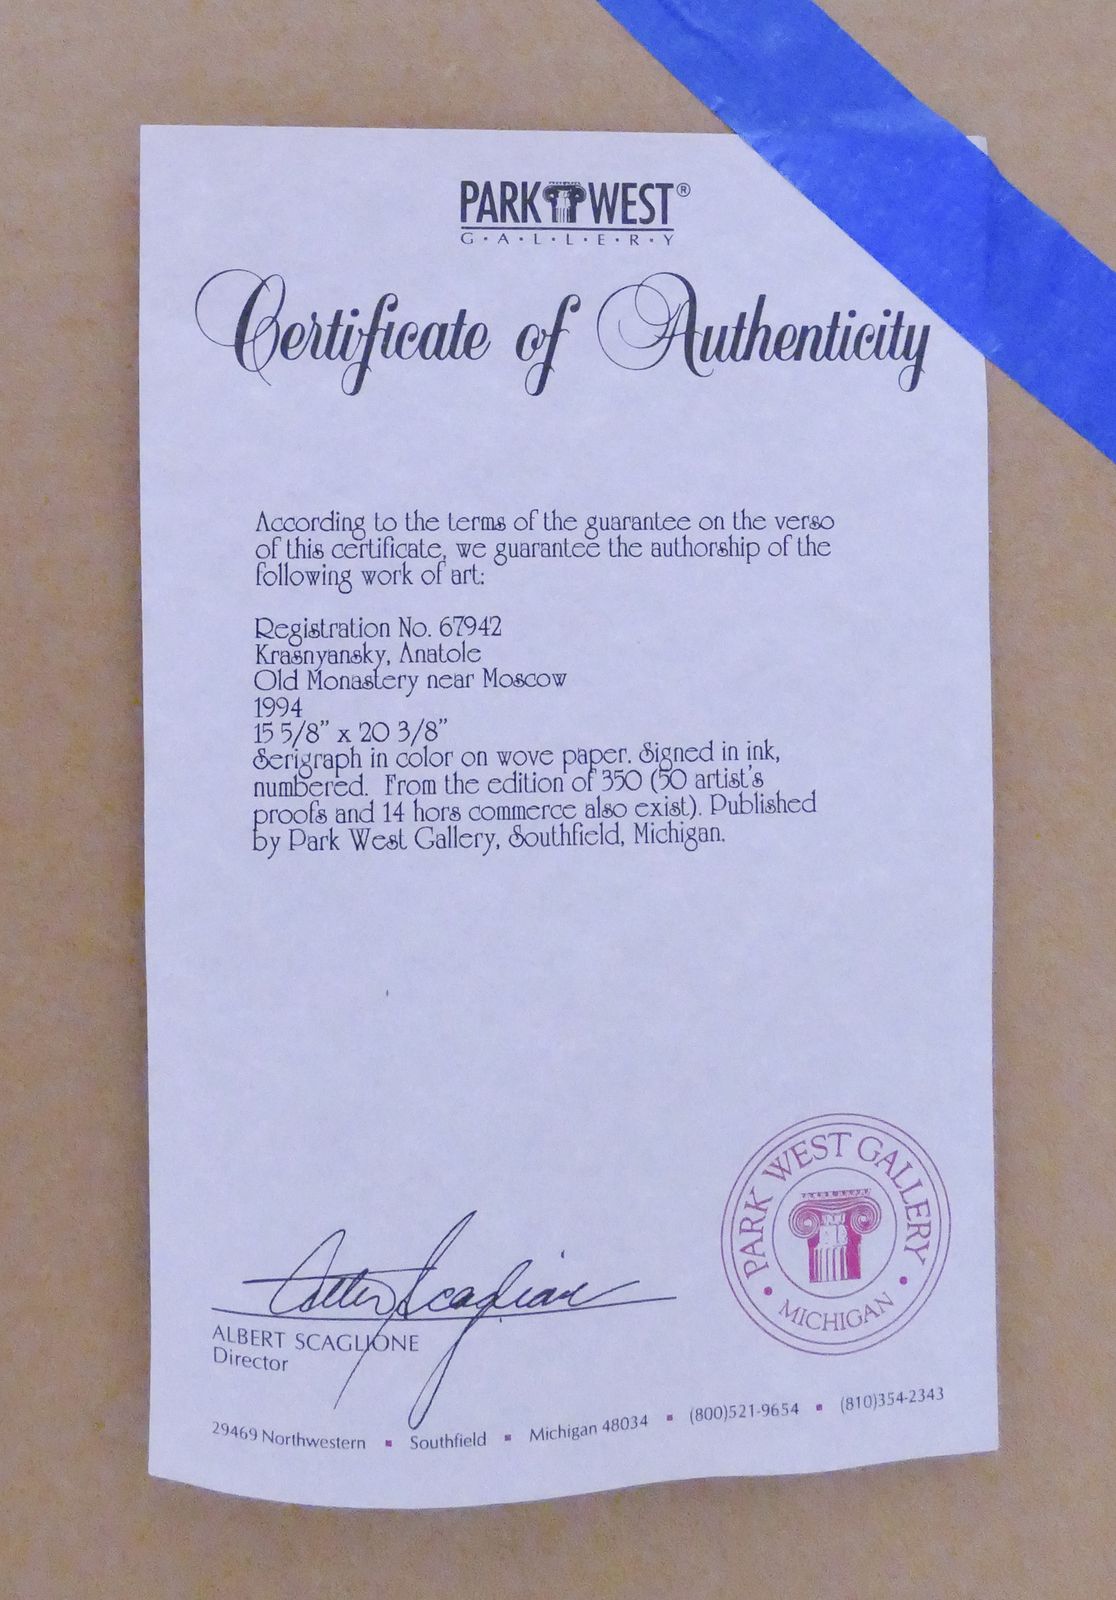 PARK WEST®
G·A·L·L·E·R·Y
Certificate of Authenticity
According to the terms of the guarantee on the verso
of this certificate, we guarantee the authorship of the
following work of art:
Registration No. 67942
Krasnyansky, Anatole
Old Monastery near Moscow
1994
15 5/8" x 20 3/8"
Serigraph in color on wove paper. Signed in ink,
numbered. From the edition of 350 (50 artist's
proofs and 14 hors commerce also exist). Published
by Park West Gallery, Southfield, Michigan.
PARK WEST GALLERY
• MICHIGAN •
Albert Scaglione
ALBERT SCAGLIONE
Director
29469 Northwestern ▪ Southfield ▪ Michigan 48034 ▪ (800)521-9654 ▪ (810)354-2343